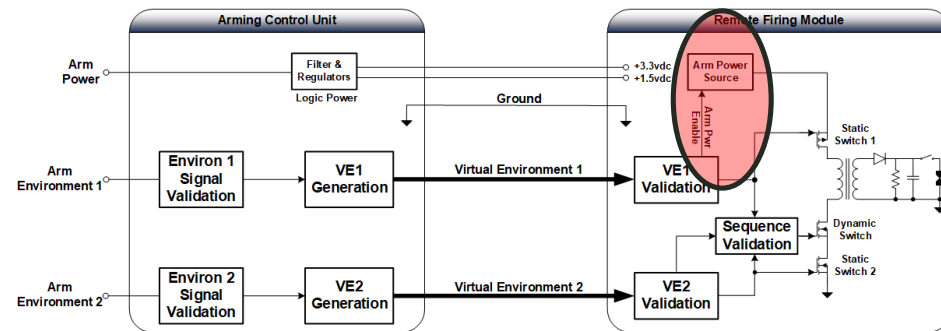 Arming Control Unit
Remote Firing Module
Arm
Power
Filter &
Regulators
Logic Power
+3.3vdc
+1.5vdc
Arm Power
Source
Ground
Arm Pwr
Enable
Static
Switch 1
Arm
Environment 1
Environ 1
Signal
Validation
VE1
Generation
Virtual Environment 1
VE1
Validation
Sequence
Validation
Dynamic
Switch
Static
Switch 2
Arm
Environment 2
Environ 2
Signal
Validation
VE2
Generation
Virtual Environment 2
VE2
Validation